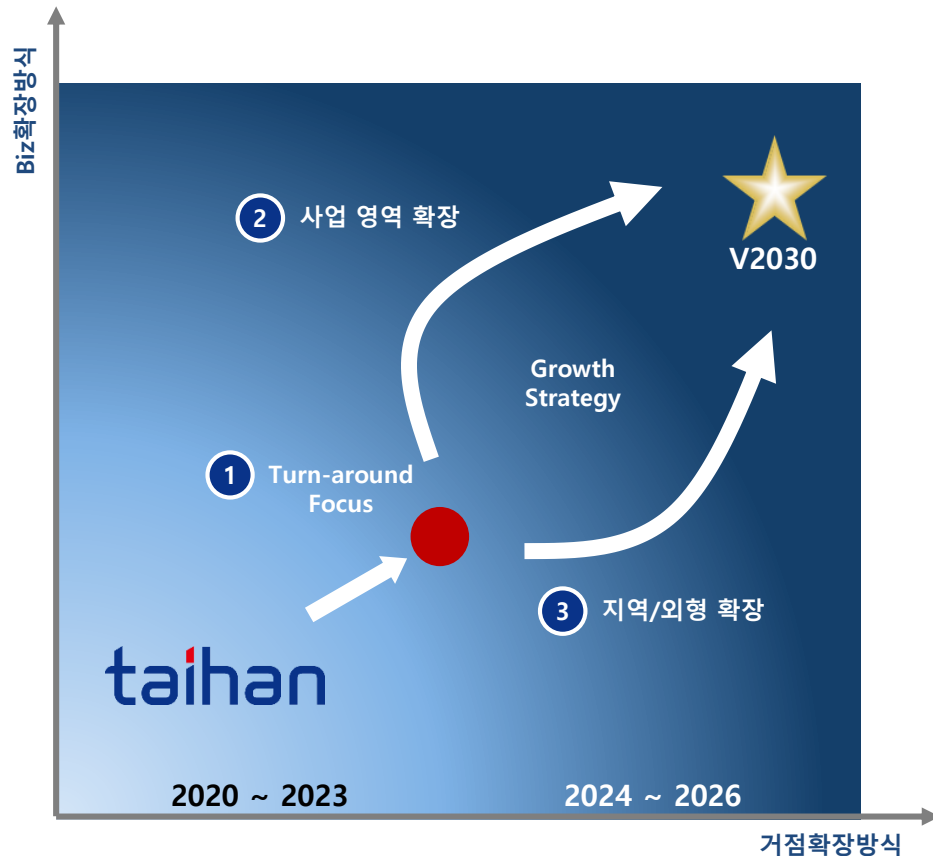 Biz확장방식
2 사업 영역 확장
V2030
Growth
Strategy
1 Turn-around
Focus
3 지역/외형 확장
taihan
2020 ~ 2023
2024 ~ 2026
거점확장방식